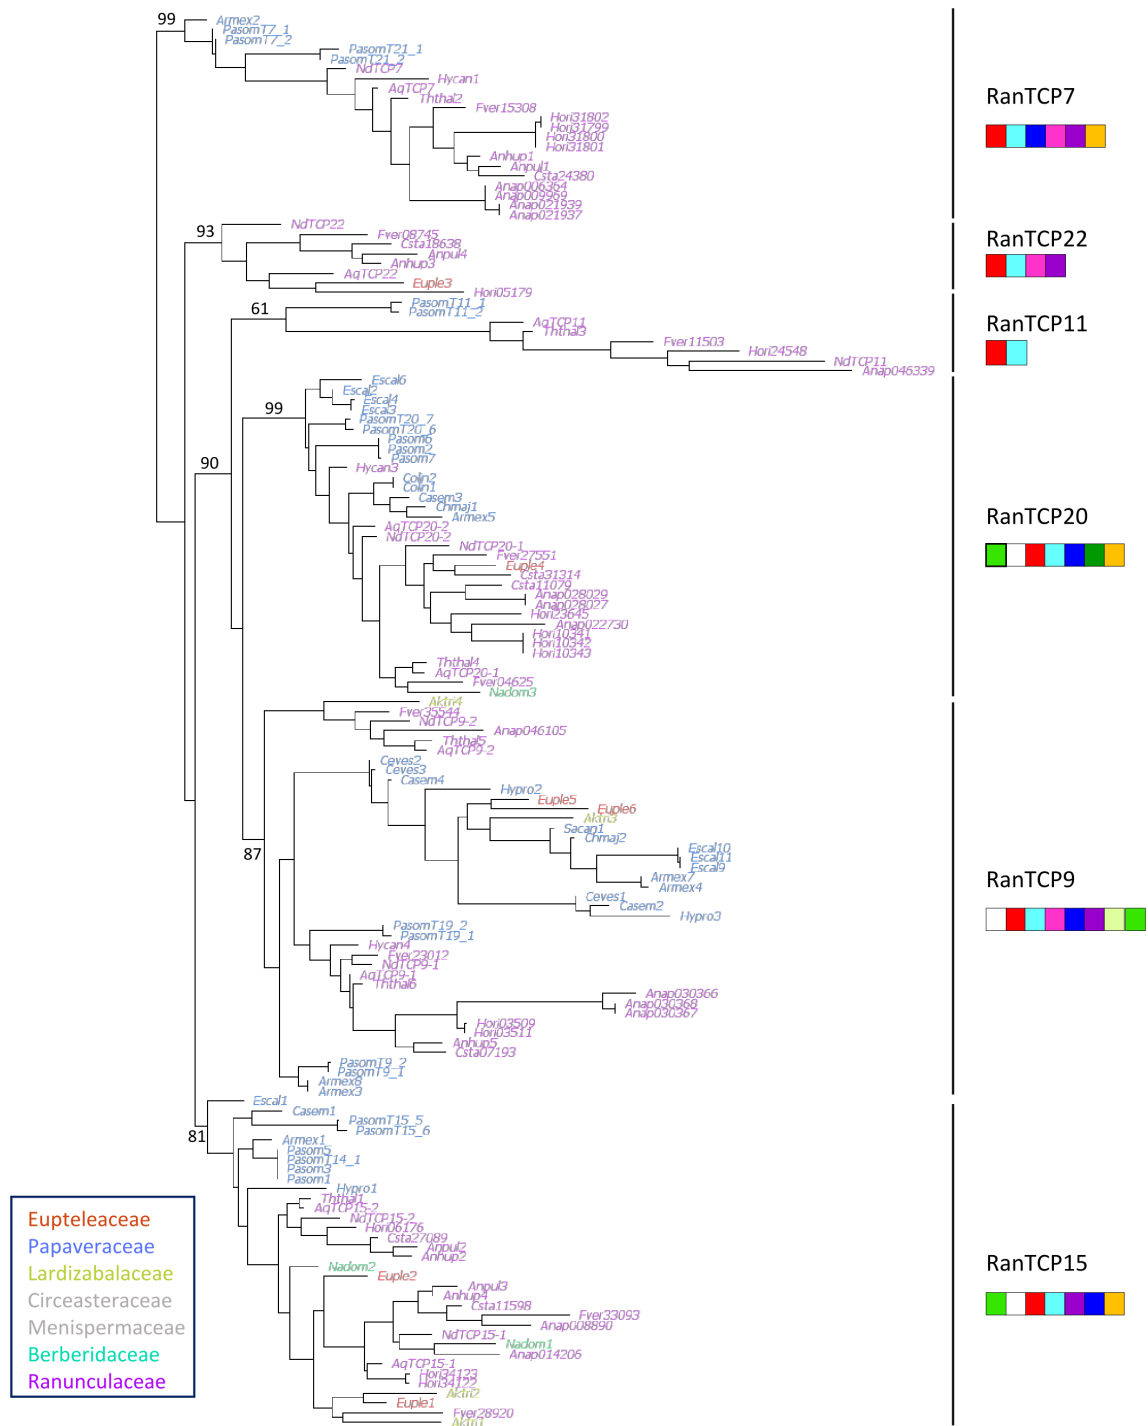 99
Armex2
PasomT7_1
PasomT7_2
PasomT21_1
PasomT21_2
NdTCP7
Hycan1
AqTCP7
Ththal2
Fver15308
Hori31802
Hori31799
Hori31800
Hori31801
Anhup1
Anpul1
Csta24380
Anap006364
Anap009969
Anap021939
Anap021937
RanTCP7
93
NdTCP22
Fver08745
Csta18638
Anpul4
Anhup3
AqTCP22
Euple3
Hori05179
RanTCP22
61
PasomT11_1
PasomT11_2
AqTCP11
Ththal3
Fver11503
Hori24548
NdTCP11
Anap046339
RanTCP11
90
99
Escal6
Escal2
Escal4
Escal3
PasomT20_7
PasomT20_6
Pasom6
Pasom2
Pasom7
Hycan3
Colin2
Colin1
Casem3
Chmaj1
Armex5
AqTCP20-2
NdTCP20-2
NdTCP20-1
Fver27551
Euple4
Csta31314
Csta11079
Anap028029
Anap028027
Hori23645
Anap022730
Hori10341
Hori10342
Hori10343
Ththal4
AqTCP20-1
Fver04625
Nadom3
RanTCP20
87
Aktri4
Fver35544
NdTCP9-2
Anap046105
Ththal5
AqTCP9-2
Ceves2
Ceves3
Casem4
Hypro2
Euple5
Euple6
Aktri3
Sacan1
Chmaj2
Escal10
Escal11
Escal9
Armex7
Armex4
Ceves1
Casem2
Hypro3
PasomT19_2
PasomT19_1
Hycan4
Fver23012
NdTCP9-1
AqTCP9-1
Ththal6
Anap030366
Anap030368
Anap030367
Hori03509
Hori03511
Anhup5
Csta07193
PasomT9_2
PasomT9_1
Armex8
Armex3
RanTCP9
81
Escal1
Casem1
PasomT15_5
PasomT15_6
Armex1
Pasom5
PasomT14_1
Pasom3
Pasom1
Hypro1
Ththal1
AqTCP15-2
NdTCP15-2
Hori06176
Csta27089
Anpul2
Anhup2
Nadom2
Euple2
Anpul3
Anhup4
Csta11598
Fver33093
Anap008890
NdTCP15-1
Nadom1
Anap014206
AqTCP15-1
Hori34123
Hori34122
Aktri2
Euple1
Fver28920
Aktri1
RanTCP15
Eupteleaceae
Papaveraceae
Lardizabalaceae
Circeasteraceae
Menispermaceae
Berberidaceae
Ranunculaceae